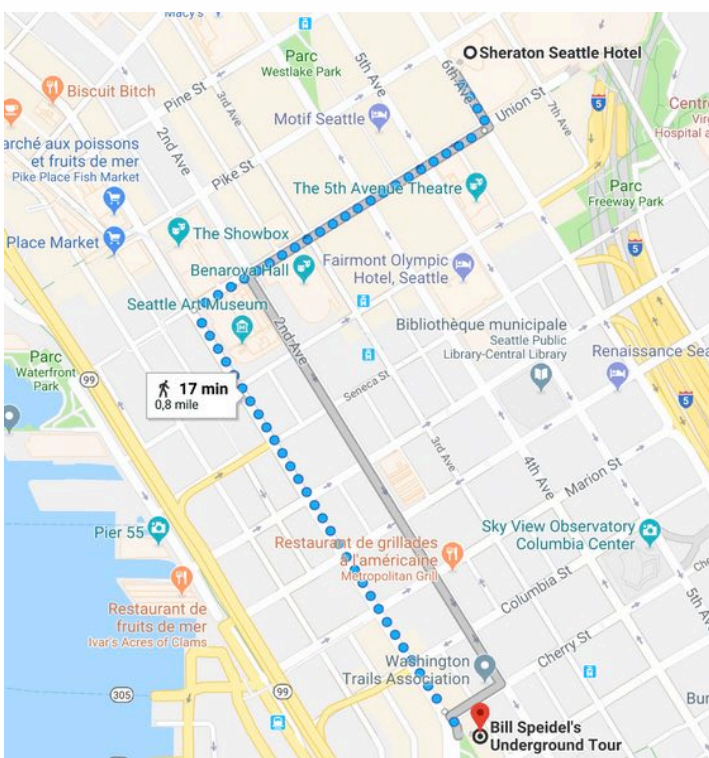 Macy's
Sheraton Seattle Hotel
Parc
Westlake Park
5th Ave
6th Ave
Pine St
Biscuit Bitch
3rd Ave
Union St
7th Ave
5
Motif Seattle
2nd Ave
arché aux poissons
et fruits de mer
Pike Place Fish Market
Pike St
Centre
Hospital a
The 5th Avenue Theatre
Parc
Freeway Park
Place Market
The Showbox
Benaroya Hall
Fairmont Olympic
Hotel, Seattle
5
Seattle Art Museum
2nd Ave
Bibliothèque municipale
Seattle Public
Library-Central Library
Renaissance Sea
Parc
Waterfront
Park
99
17 min
0,8 mile
Seneca St
5
3rd Ave
4th Ave
Marion St
Pier 55
Restaurant de grillades
à l'américaine
Metropolitan Grill
Sky View Observatory
Columbia Center
Columbia St
5th A
Restaurant de
fruits de mer
Ivar's Acres of Clams
Cherry St
Washington
Trails Association
305
99
Bill Speidel's
Underground Tour
305